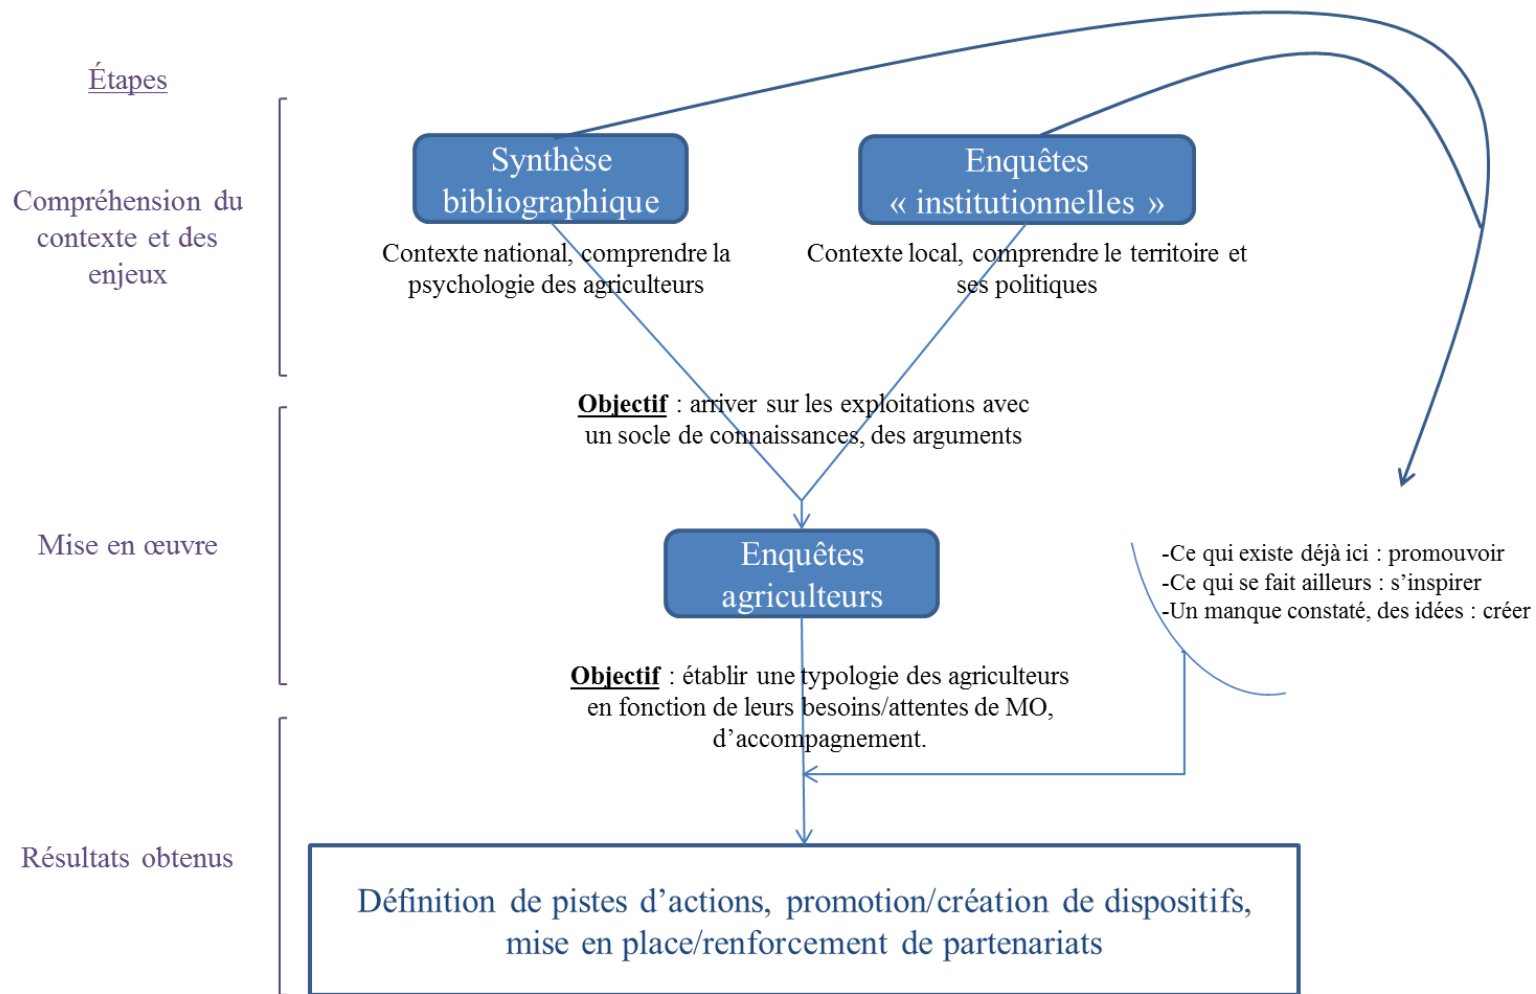 Étapes
Synthèse
bibliographique
Enquêtes
« institutionnelles »
Compréhension du
contexte et des
enjeux
Contexte national, comprendre la
psychologie des agriculteurs
Contexte local, comprendre le territoire et
ses politiques
Objectif : arriver sur les exploitations avec
un socle de connaissances, des arguments
Mise en œuvre
Enquêtes
agriculteurs
-Ce qui existe déjà ici : promouvoir
-Ce qui se fait ailleurs : s’inspirer
-Un manque constaté, des idées : créer
Objectif : établir une typologie des agriculteurs
en fonction de leurs besoins/attentes de MO,
d’accompagnement.
Résultats obtenus
Définition de pistes d’actions, promotion/création de dispositifs,
mise en place/renforcement de partenariats